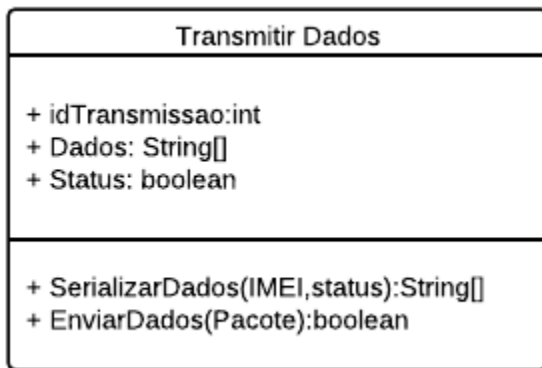 Transmitir Dados
+ idTransmissao:int
+ Dados: String[]
+ Status: boolean
+ SerializarDados(IMEI,status):String[]
+ EnviarDados(Pacote):boolean